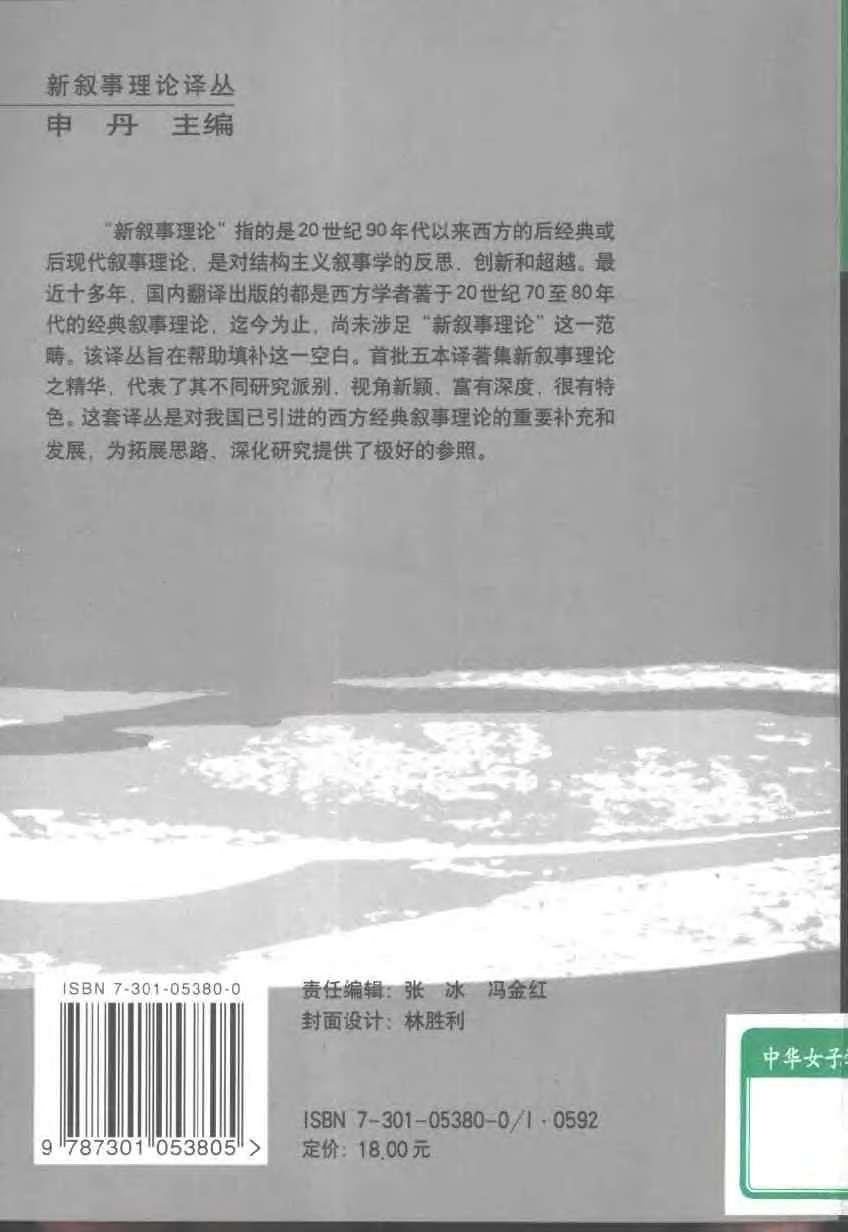 新叙事理论译丛
申 丹 主编
“新叙事理论”指的是20世纪90年代以来西方的后经典或
后现代叙事理论，是对结构主义叙事学的反思、创新和超越。最
近十多年，国内翻译出版的都是西方学者著于20世纪70至80年
代的经典叙事理论，迄今为止，尚未涉足“新叙事理论”这一范
畴。该译丛旨在帮助填补这一空白。首批五本译著集新叙事理论
之精华，代表了其不同研究派别，视角新颖，富有深度，很有特
色。这套译丛是对我国已引进的西方经典叙事理论的重要补充和
发展，为拓展思路、深化研究提供了极好的参照。
ISBN 7-301-05380-0
9 787301 053805 >
责任编辑：张 冰 冯金红
封面设计：林胜利
ISBN 7-301-05380-0/I·0592
定价：18.00元
中华女子